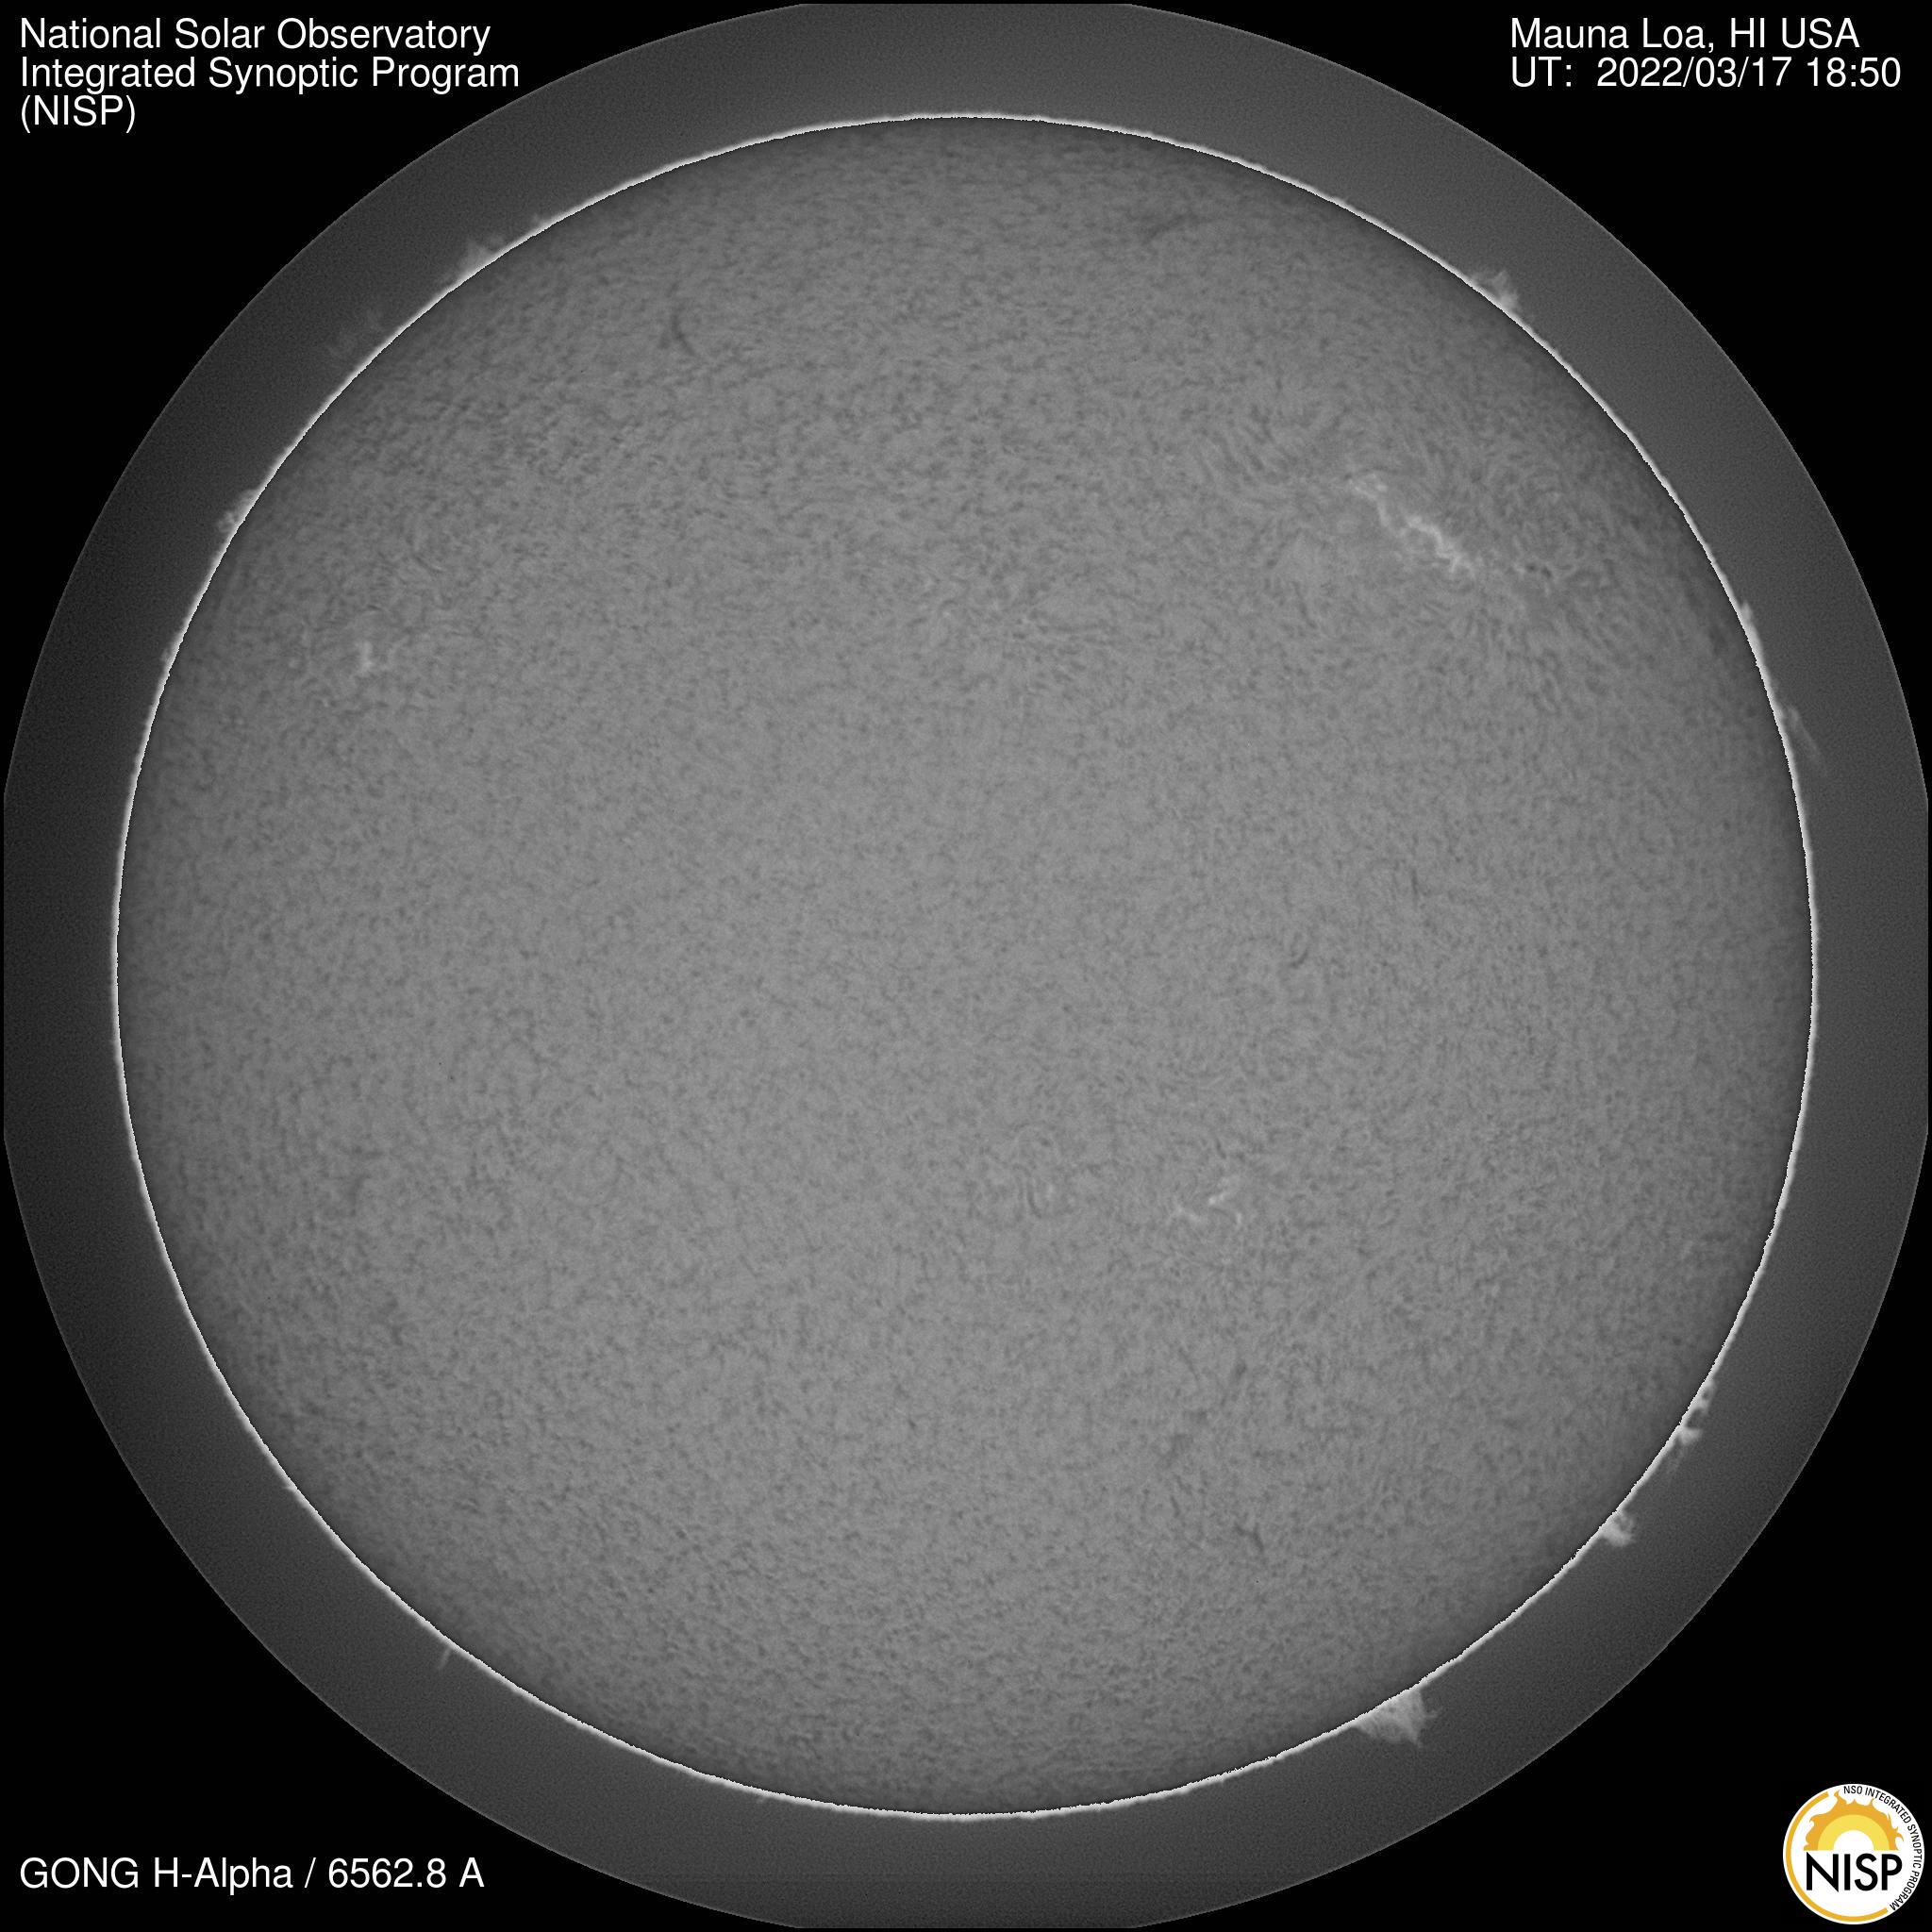 National Solar Observatory
Integrated Synoptic Program
(NISP)
Mauna Loa, HI USA
UT: 2022/03/17 18:50
GONG H-Alpha / 6562.8 A
NSO INTEGRATED SYNOPTIC PROGRAM
NISP